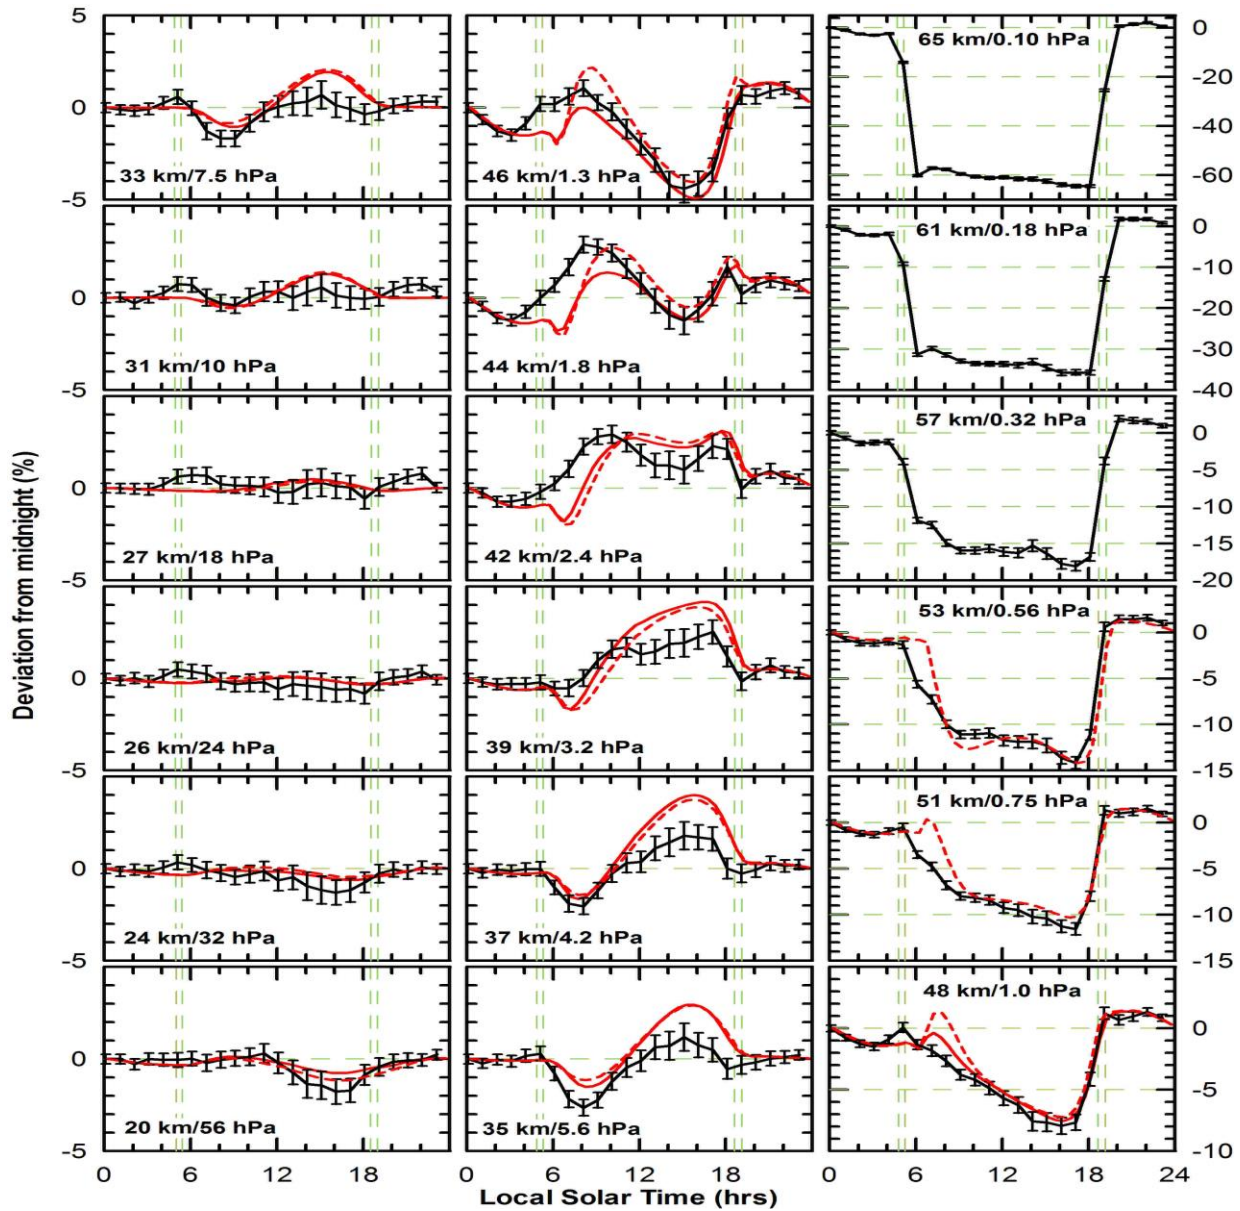 5
0
-5
33 km/7.5 hPa
46 km/1.3 hPa
65 km/0.10 hPa
0
-20
-40
-60
0
-5
31 km/10 hPa
44 km/1.8 hPa
61 km/0.18 hPa
0
-10
-20
-30
-40
0
-5
27 km/18 hPa
42 km/2.4 hPa
57 km/0.32 hPa
0
-5
-10
-15
-20
Deviation from midnight (%)
0
-5
26 km/24 hPa
39 km/3.2 hPa
53 km/0.56 hPa
0
-5
-10
-15
0
-5
24 km/32 hPa
37 km/4.2 hPa
51 km/0.75 hPa
0
-5
-10
-15
0
-5
20 km/56 hPa
35 km/5.6 hPa
48 km/1.0 hPa
0
-5
-10
0 6 12 18 0 6 12 18 0 6 12 18 24
Local Solar Time (hrs)